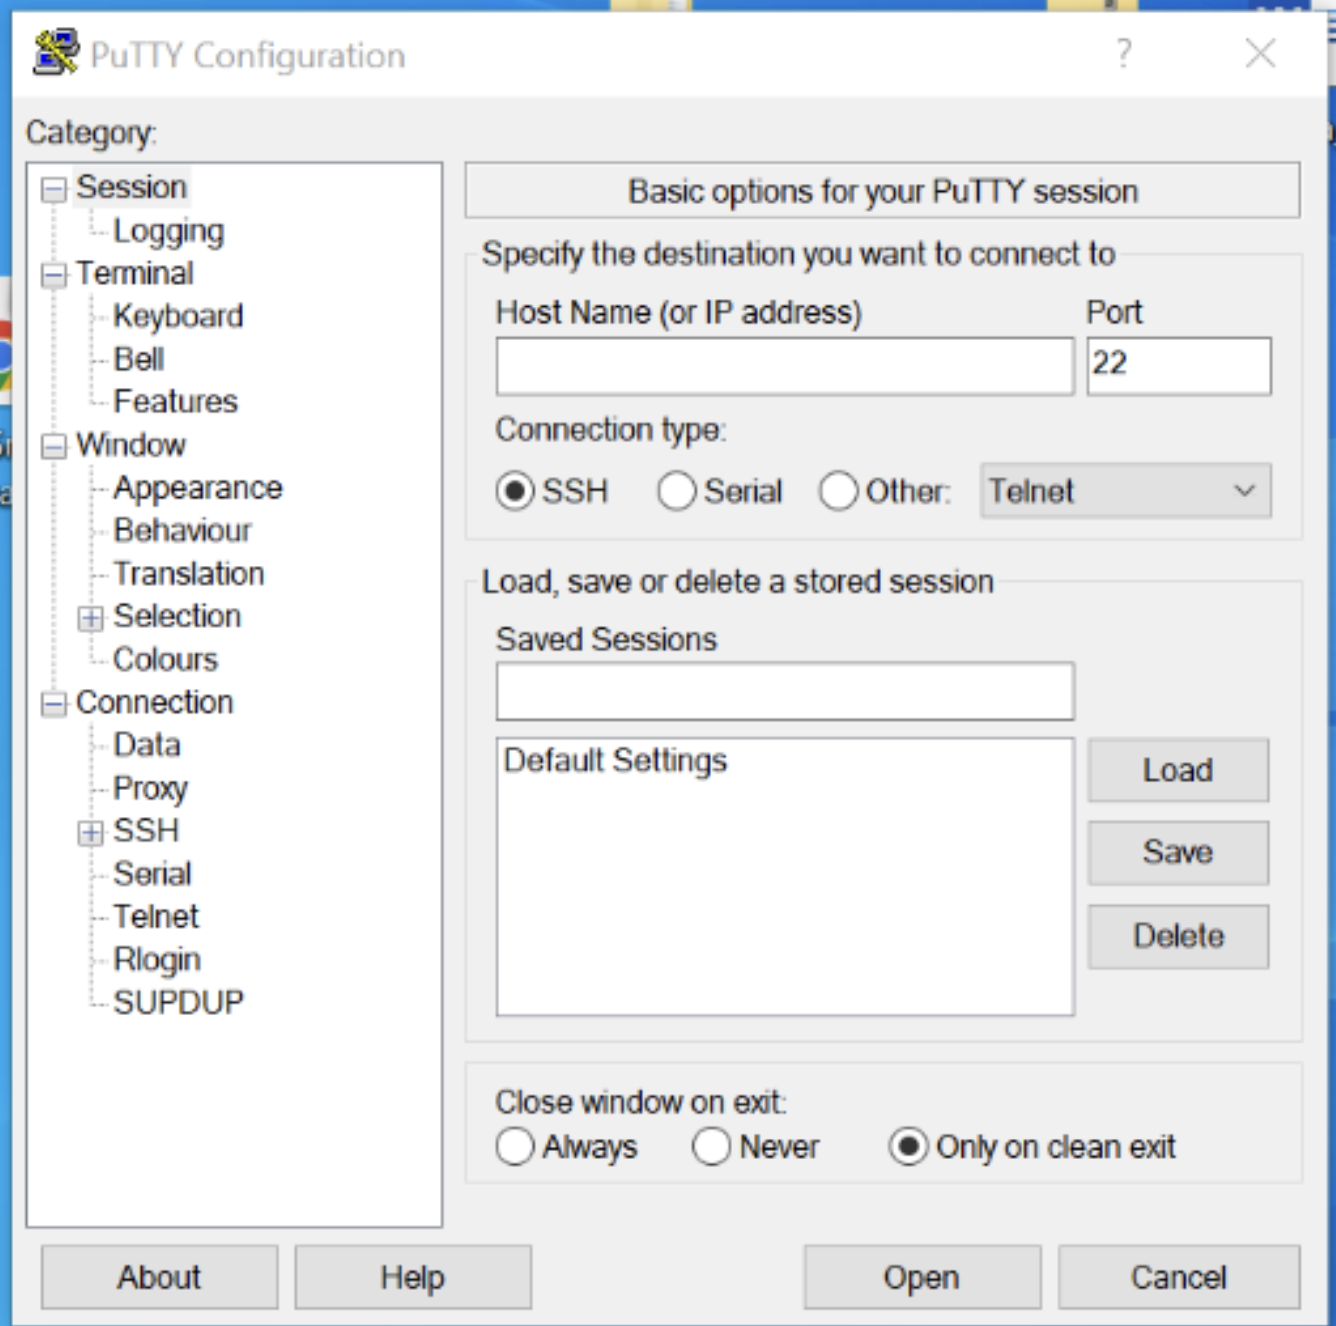 PuTTY Configuration
?
Category:
Session
Logging
Terminal
Keyboard
Bell
Features
Window
Appearance
Behaviour
Translation
Selection
Colours
Connection
Data
Proxy
SSH
Serial
Telnet
Rlogin
SUPDUP
Basic options for your PuTTY session
Specify the destination you want to connect to
Host Name (or IP address) Port
22
Connection type:
SSH Serial Other: Telnet
Load, save or delete a stored session
Saved Sessions
Default Settings
Load
Save
Delete
Close window on exit:
Always Never Only on clean exit
About Help Open Cancel